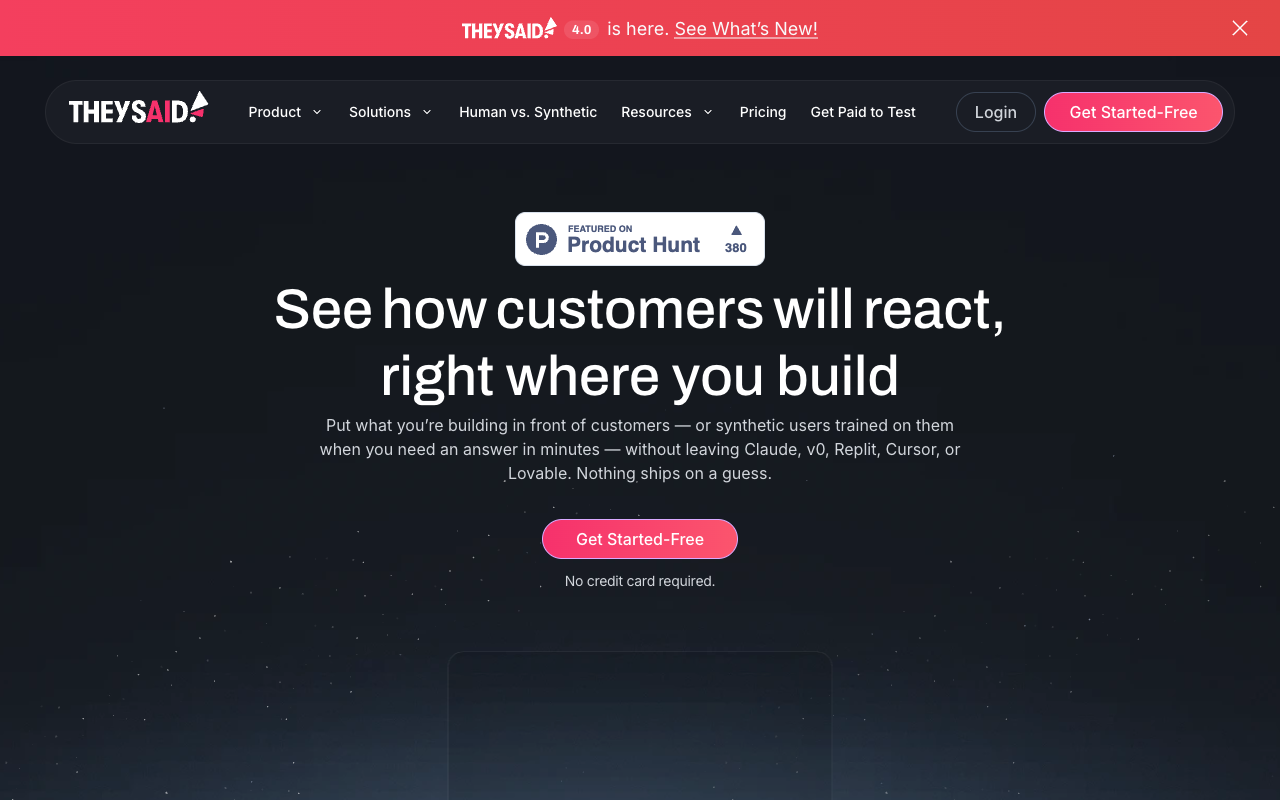 THEYSAID 4.0 is here. See What's New!
THEYSAID Product Solutions Human vs. Synthetic Resources Pricing Get Paid to Test Login Get Started-Free
FEATURED ON
Product Hunt 380
See how customers will react,
right where you build
Put what you're building in front of customers — or synthetic users trained on them
when you need an answer in minutes — without leaving Claude, v0, Replit, Cursor, or
Lovable. Nothing ships on a guess.
Get Started-Free
No credit card required.